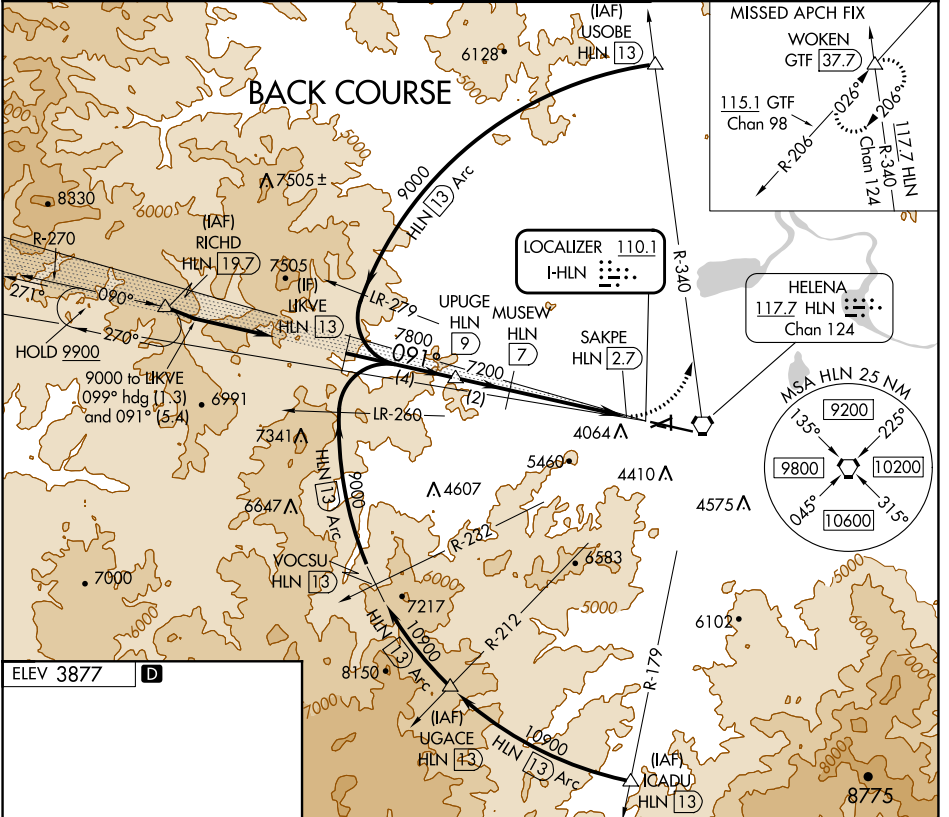 (IAF)
USOBE
HLN 13
6128
BACK COURSE
MISSED APCH FIX
WOKEN
GTF 37.7
115.1 GTF
Chan 98
026°
206°
R-206
117.7 HLN
R-340
Chan 124
7505±
8330
6000
5000
9000
HLN 13 Arc
(IAF)
RICHD
HLN 19.7
R-270
271°
090°
270°
HOLD 9900
7505
(IF)
LIKVE
HLN 13
LR-279
7800
091°
(4)
UPUGE
HLN
9
MUSEW
HLN
7
7200
(2)
LOCALIZER 110.1
I-HLN
SAKPE
HLN 2.7
R-340
HELENA
117.7 HLN
Chan 124
9000 to LIKVE
099° hdg (1.3)
and 091° (5.4)
6991
LR-260
7341
6647
HLN 13 Arc
9000
4064
5460
4410
4575
4607
MSA HLN 25 NM
135°
9200
225°
9800
10200
045°
10600
315°
R-232
VOCSU
HLN 13
7000
6000
7217
6000
6583
5000
R-212
10900
HLN 13 Arc
8150
7000
6102
5000
6000
R-179
(IAF)
UGACE
HLN 13
10900
HLN 13 Arc
(IAF)
ICADU
HLN 13
8000
8775
ELEV 3877 D